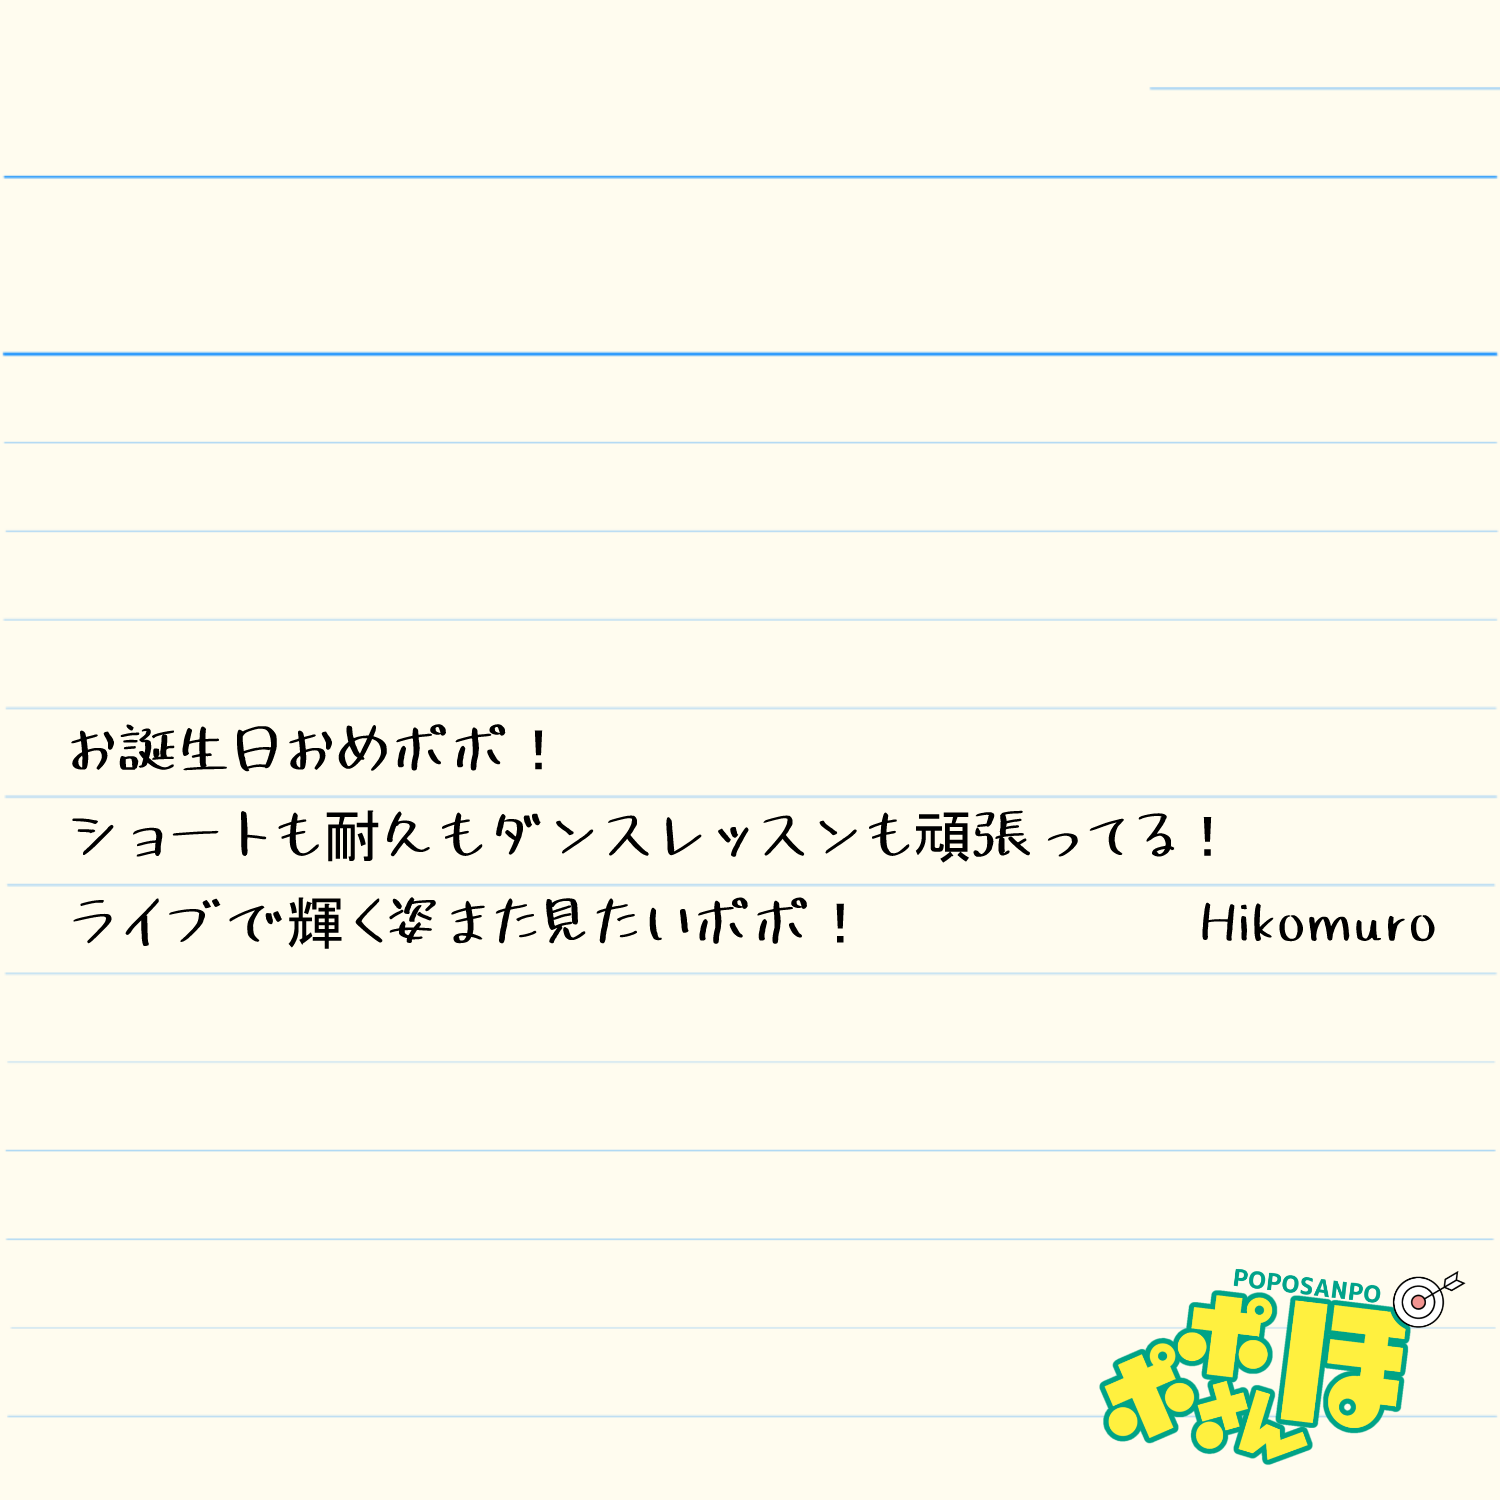 お誕生日おめポポ！
ショートも耐久もダンスレッスンも頑張ってる！
ライブで輝く姿また見たいポポ！ Hikomuro
POPOSANPO
ポポさんぽ